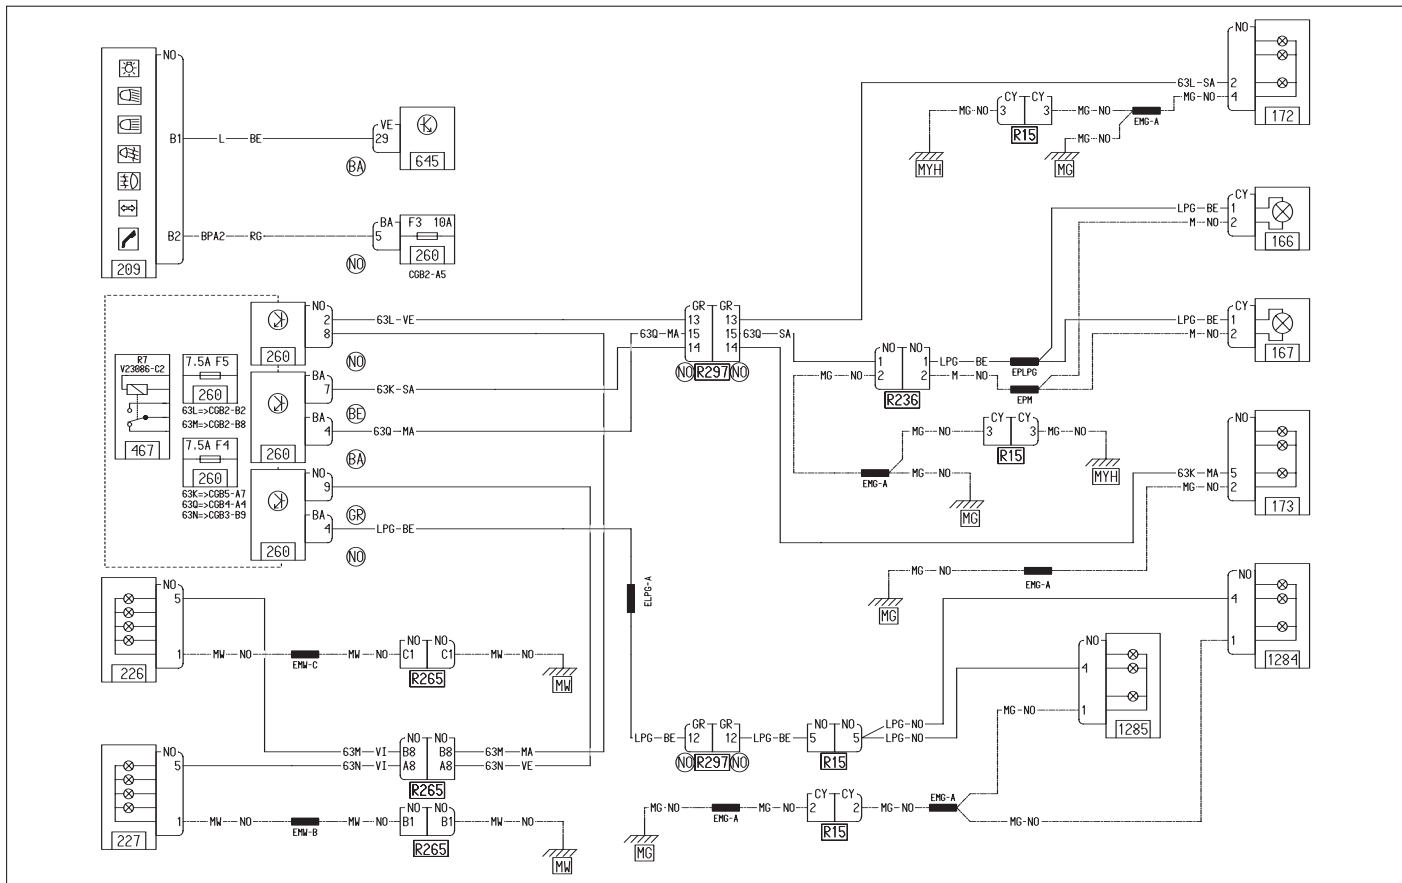 NO
B1
L BE
VE
29
645
BA
B2
BPA2 RG
BA
5
F3 10A
260
CGB2-A5
NO
209
R7
V23086-C2
467
7.5A F5
260
63L=>CGB2-B2
63M=>CGB2-B8
7.5A F4
260
63K=>CGB5-A7
63Q=>CGB4-A4
63N=>CGB3-B9
260
NO
2
8
63L-VE
NO
260
BA
7
63K-SA
BE
BA
4
63Q-MA
BA
260
NO
9
GR
BA
4
LPG-BE
NO
ELPG-A
63Q-MA
GR GR
13 13
15 15
14 14
NO R297 NO
63Q SA
63L-SA
NO
2
4
172
MG-NO
EMG-A
MG-NO
MG-NO
CY CY
3 3
R15
MG-NO
MYH
MG
LPG-BE
M-NO
CY
1
2
166
LPG-BE
M-NO
CY
1
2
167
NO NO
1 1
2 2
R236
MG NO
LPG BE
M NO
EPLPG
EPM
EMG-A
MG-NO
MG-NO
CY CY
3 3
R15
MG-NO
MYH
MG
63K-MA
MG-NO
NO
5
2
173
MG NO
EMG-A
MG
NO
4
1
1284
NO
4
1
1285
MG-NO
226
NO
5
1
MW NO
EMW-C
MW NO
NO NO
C1 C1
R265
MW NO
MW
63M VI
63N VI
NO NO
B8 B8
A8 A8
R265
63M MA
63N VE
227
NO
5
1
MW NO
EMW-B
MW NO
NO NO
B1 B1
R265
MW NO
MW
LPG-BE
GR GR
12 12
NO R297 NO
LPG-BE
NO NO
5 5
R15
LPG-NO
LPG-NO
MG-NO
EMG-A
MG-NO
CY CY
2 2
R15
MG-NO
EMG-A
MG-NO
MG